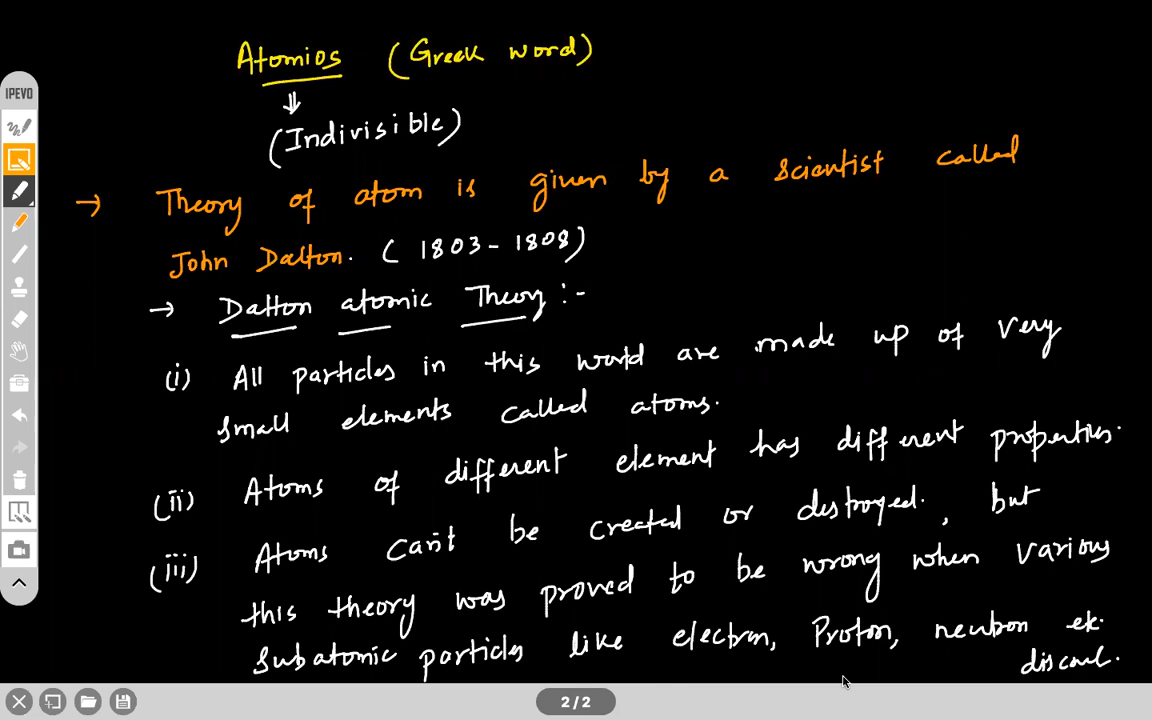 Atomios (Greek word)
IPEVO
(Indivisible)
→ Theory of atom is given by a scientist called
John Dalton. ( 1803 - 1808)
→ Dalton atomic Theory :-
(i) All particles in this world are made up of very
small elements called atoms.
(ii) Atoms of different element has different properties.
(iii) Atoms can't be created or destroyed. , but
this theory was proved to be wrong when various
subatomic particles like electron, Proton, neutron etc.
2/2